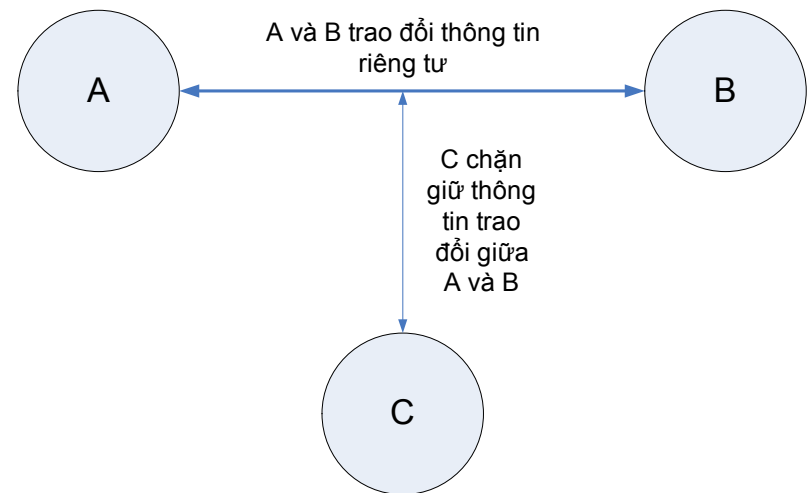 A và B trao đổi thông tin
riêng tư
A
B
C chặn
giữ thông
tin trao
đổi giữa
A và B
C